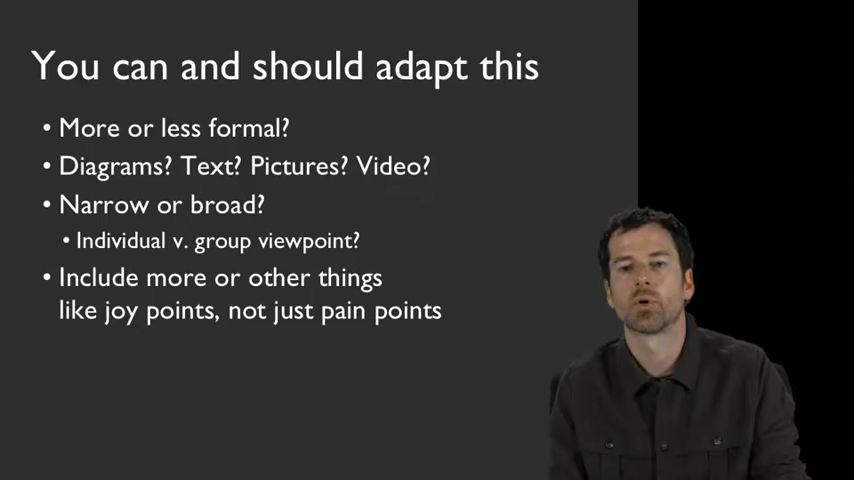 You can and should adapt this
• More or less formal?
• Diagrams? Text? Pictures? Video?
• Narrow or broad?
• Individual v. group viewpoint?
• Include more or other things
like joy points, not just pain points